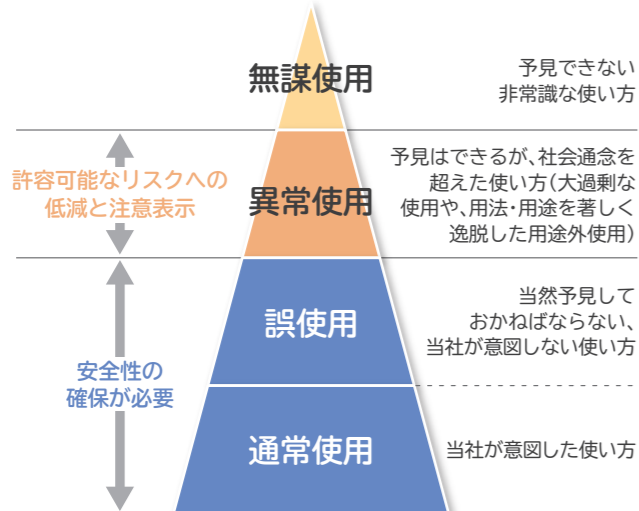 無謀使用
予見できない
非常識な使い方
許容可能なリスクへの
低減と注意表示
異常使用
予見はできるが、社会通念を
超えた使い方（大過剰な
使用や、用法・用途を著しく
逸脱した用途外使用）
安全性の
確保が必要
誤使用
当然予見して
おかねばならない、
当社が意図しない使い方
通常使用
当社が意図した使い方